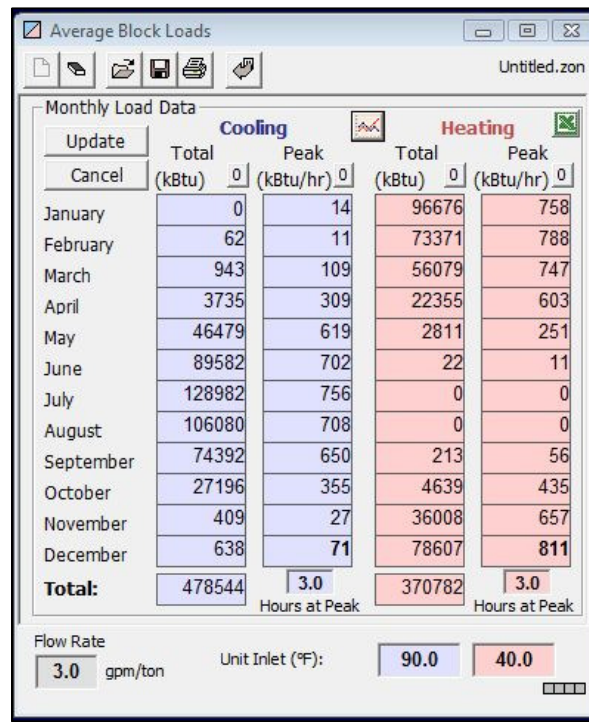 Average Block Loads
Untitled.zon
Monthly Load Data
Update
Cancel
Cooling Heating
Total Peak Total Peak
(kBtu) 0 (kBtu/hr) 0 (kBtu) 0 (kBtu/hr) 0
January 0 14 96676 758
February 62 11 73371 788
March 943 109 56079 747
April 3735 309 22355 603
May 46479 619 2811 251
June 89582 702 22 11
July 128982 756 0 0
August 106080 708 0 0
September 74392 650 213 56
October 27196 355 4639 435
November 409 27 36008 657
December 638 71 78607 811
Total: 478544 3.0 370782 3.0
Hours at Peak Hours at Peak
Flow Rate
3.0 gpm/ton Unit Inlet (ºF): 90.0 40.0